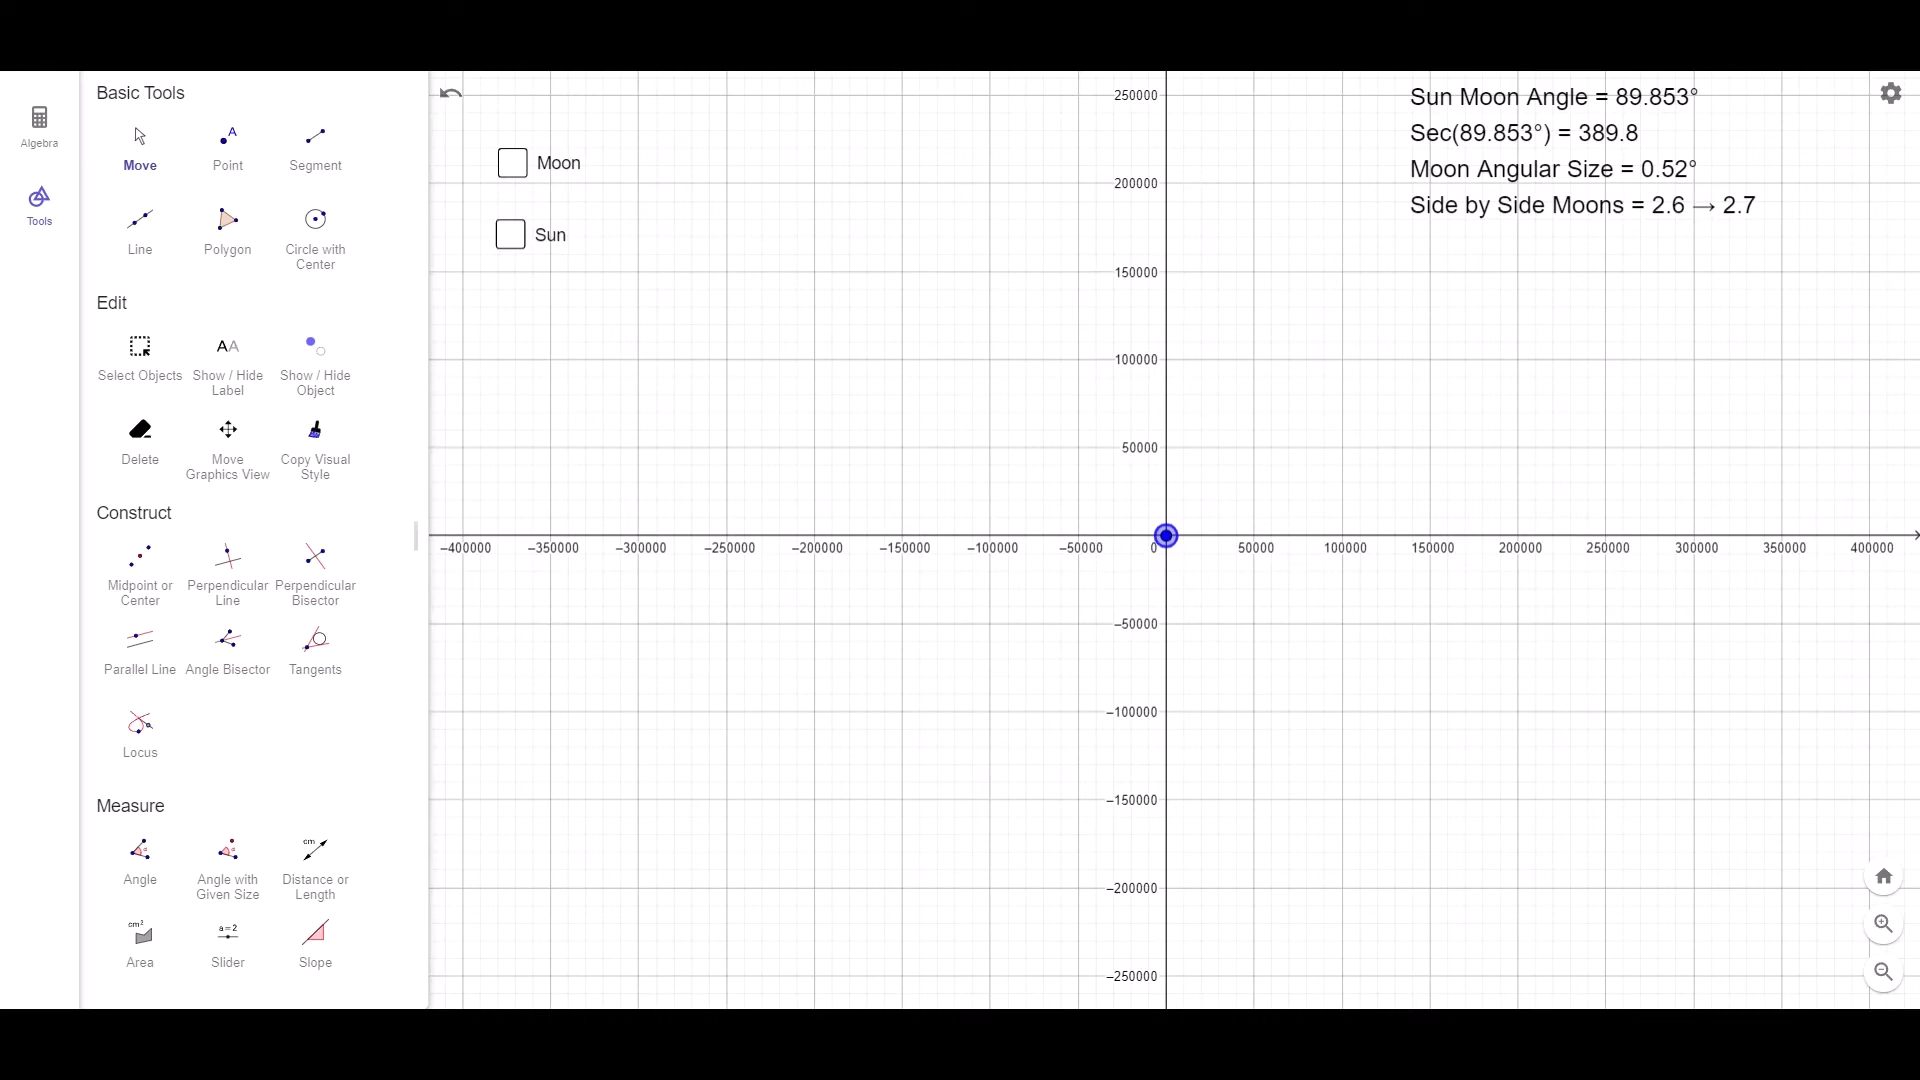 Basic Tools
Algebra
Tools
Move
A
Point
Segment
Line
Polygon
Circle with
Center
Edit
Select Objects
AA
Show / Hide
Label
Show / Hide
Object
Delete
Move
Graphics View
Copy Visual
Style
Construct
Midpoint or
Center
Perpendicular
Line
Perpendicular
Bisector
Parallel Line
Angle Bisector
Tangents
Locus
Measure
α
Angle
α
Angle with
Given Size
cm
Distance or
Length
cm²
Area
a=2
Slider
Slope
Moon
Sun
Sun Moon Angle = 89.853°
Sec(89.853°) = 389.8
Moon Angular Size = 0.52°
Side by Side Moons = 2.6 → 2.7
250000
200000
150000
100000
50000
−400000 −350000 −300000 −250000 −200000 −150000 −100000 −50000 0 50000 100000 150000 200000 250000 300000 350000 400000
−50000
−100000
−150000
−200000
−250000